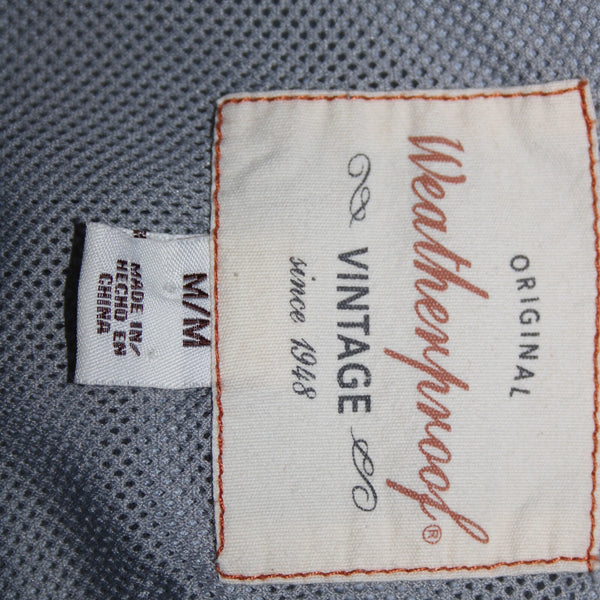 ORIGINAL
Weatherproof®
VINTAGE
since 1948
M/M
MADE IN/
HECHO EN
CHINA